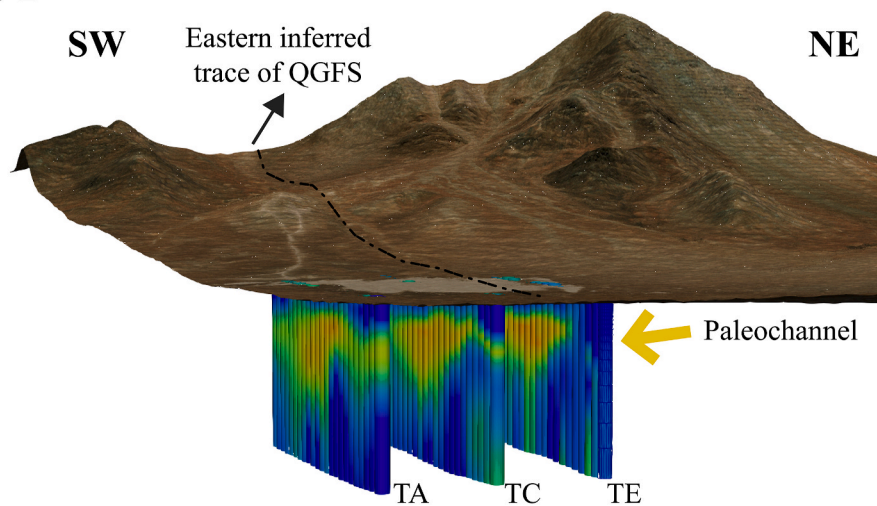 SW
Eastern inferred
trace of QGFS
NE
Paleochannel
TA
TC
TE